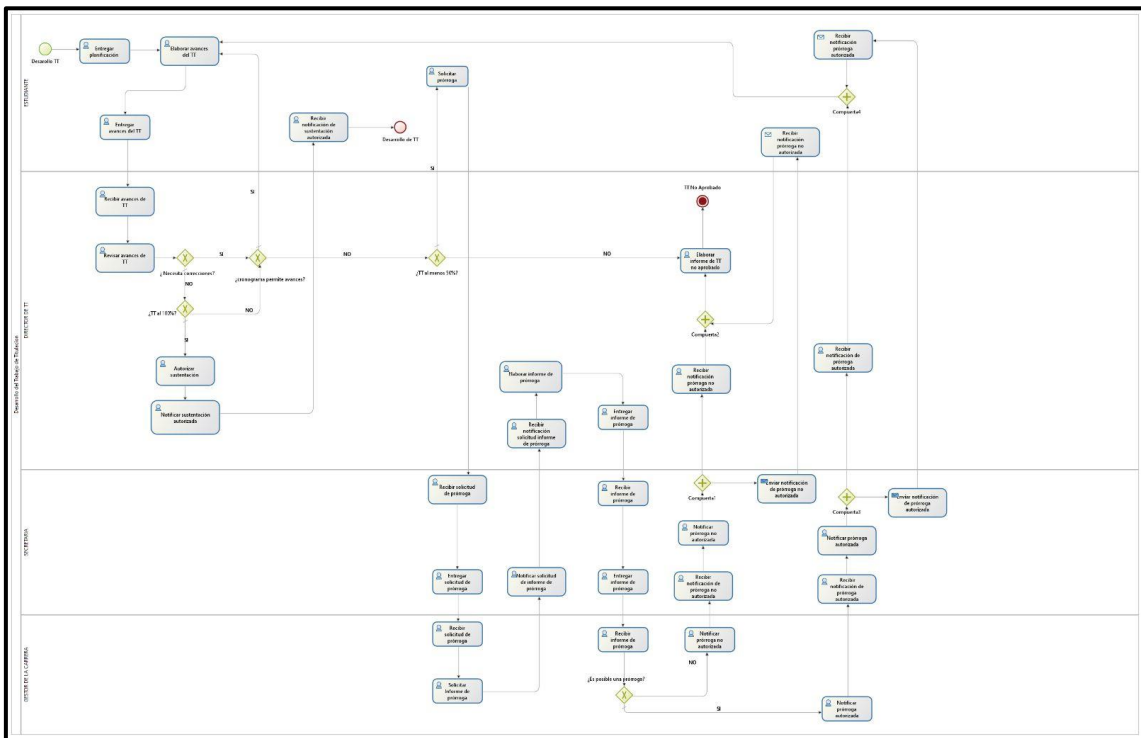 Desarrollo del Trabajo de Titulacion
ESTUDIANTE
Desarrollo TT
Entregar
planificación
Elaborar avances
del TT
Entregar
avances del TT
Recibir
notificación de
sustentación
autorizada
Desarrollo de TT
Solicitar
prórroga
SI
SI
Recibir
notificación
prórroga
autorizada
Compuerta4
Recibir
notificación
prórroga no
autorizada
DIRECTOR DE TT
Recibir avances de
TT
Revisar avances de
TT
¿Necesita correcciones?
SI
¿cronograma permite avances?
NO
NO
NO
¿TT al 100%?
SI
Autorizar
sustentación
Notificar sustentación
autorizada
NO
TT No Aprobado
Elaborar
informe de TT
no aprobado
Compuerta2
Recibir
notificación
prórroga no
autorizada
Elaborar informe de
prórroga
Recibir
notificación
solicitud informe
de prórroga
Entregar
informe de
prórroga
Recibir
notificación de
prórroga
autorizada
SECRETARIA
Recibir solicitud
de prórroga
Entregar
solicitud de
prórroga
Notificar solicitud
de informe de
prórroga
Recibir
informe de
prórroga
Entregar
informe de
prórroga
Compuerta1
Enviar notificación
de prórroga no
autorizada
Notificar
prórroga no
autorizada
Recibir
notificación de
prórroga no
autorizada
Compuerta3
Enviar notificación
de prórroga
autorizada
Notificar prórroga
autorizada
Recibir
notificación de
prórroga
autorizada
GESTOR DE LA CARRERA
Recibir
solicitud de
prórroga
Solicitar
informe de
prórroga
Recibir
informe de
prórroga
¿Es posible una prórroga?
NO
Notificar
prórroga no
autorizada
SI
Notificar
prórroga
autorizada